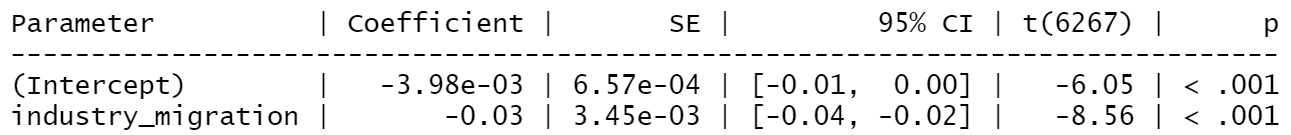 Parameter | Coefficient | SE | 95% CI | t(6267) | p
--------------------------------------------------------------------------------
(Intercept) | -3.98e-03 | 6.57e-04 | [-0.01, 0.00] | -6.05 | < .001
industry_migration | -0.03 | 3.45e-03 | [-0.04, -0.02] | -8.56 | < .001